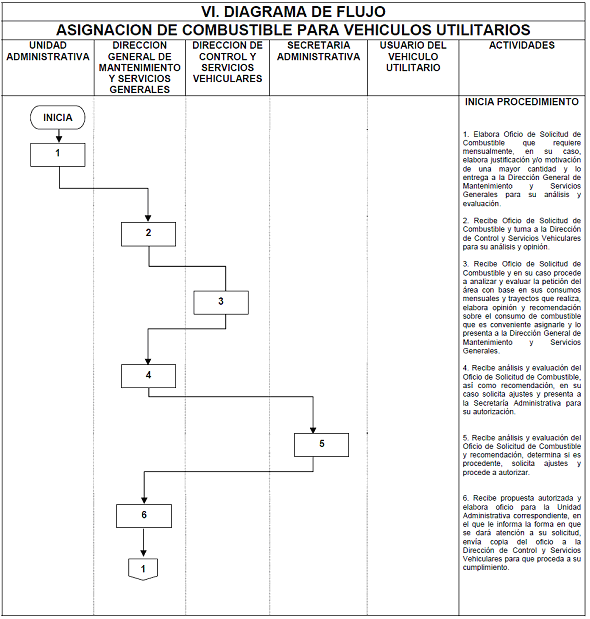 VI. DIAGRAMA DE FLUJO
ASIGNACION DE COMBUSTIBLE PARA VEHICULOS UTILITARIOS
UNIDAD
ADMINISTRATIVA
DIRECCION
GENERAL DE
MANTENIMIENTO
Y SERVICIOS
GENERALES
DIRECCION DE
CONTROL Y
SERVICIOS
VEHICULARES
SECRETARIA
ADMINISTRATIVA
USUARIO DEL
VEHICULO
UTILITARIO
ACTIVIDADES
INICIA
1
2
3
4
5
6
1
INICIA PROCEDIMIENTO
1. Elabora Oficio de Solicitud de
Combustible que requiere
mensualmente, en su caso,
elabora justificación y/o motivación
de una mayor cantidad y lo
entrega a la Dirección General de
Mantenimiento y Servicios
Generales para su análisis y
evaluación.
2. Recibe Oficio de Solicitud de
Combustible y turna a la Dirección
de Control y Servicios Vehiculares
para su análisis y opinión.
3. Recibe Oficio de Solicitud de
Combustible y en su caso procede
a analizar y evaluar la petición del
área con base en sus consumos
mensuales y trayectos que realiza,
elabora opinión y recomendación
sobre el consumo de combustible
que es conveniente asignarle y lo
presenta a la Dirección General de
Mantenimiento y Servicios
Generales.
4. Recibe análisis y evaluación del
Oficio de Solicitud de Combustible,
así como recomendación, en su
caso solicita ajustes y presenta a
la Secretaría Administrativa para
su autorización.
5. Recibe análisis y evaluación del
Oficio de Solicitud de Combustible
y recomendación, determina si es
procedente, solicita ajustes y
procede a autorizar.
6. Recibe propuesta autorizada y
elabora oficio para la Unidad
Administrativa correspondiente, en
el que le informa la forma en que
se dará atención a su solicitud,
envía copia del oficio a la
Dirección de Control y Servicios
Vehiculares para que proceda a su
cumplimiento.